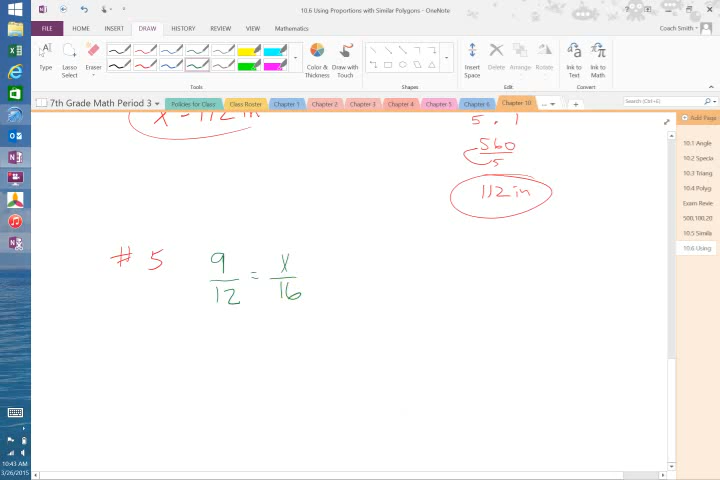 10.6 Using Proportions with Similar Polygons - OneNote
FILE HOME INSERT DRAW HISTORY REVIEW VIEW Mathematics
Coach Smith
Type
Lasso Select
Eraser
Color & Thickness
Draw with Touch
Insert Space
Delete
Arrange
Rotate
Ink to Text
Ink to Math
Tools Shapes Edit Convert
7th Grade Math Period 3
Policies for Class
Class Roster
Chapter 1
Chapter 2
Chapter 3
Chapter 4
Chapter 5
Chapter 6
Chapter 10
Search (Ctrl+E)
Add Page
10.1 Angle
10.2 Specia
10.3 Triang
10.4 Polyg
Exam Revie
500,100,20
10.5 Simila
10.6 Using
x = 112 in
5 . 1
560
5
112 in
# 5
9/12 = x/16
10:43 AM
3/26/2015